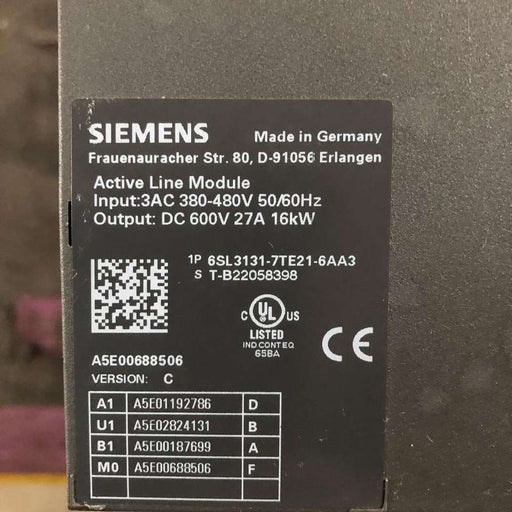 SIEMENS Made in Germany
Frauenauracher Str. 80, D-91056 Erlangen
Active Line Module
Input:3AC 380-480V 50/60Hz
Output: DC 600V 27A 16kW
1P 6SL3131-7TE21-6AA3
S T-B22058398
C UL US
LISTED
IND CONT EQ
65BA
CE
A5E00688506
VERSION: C
A1 A5E01192786 D
U1 A5E02824131 B
B1 A5E00187699 A
M0 A5E00688506 F